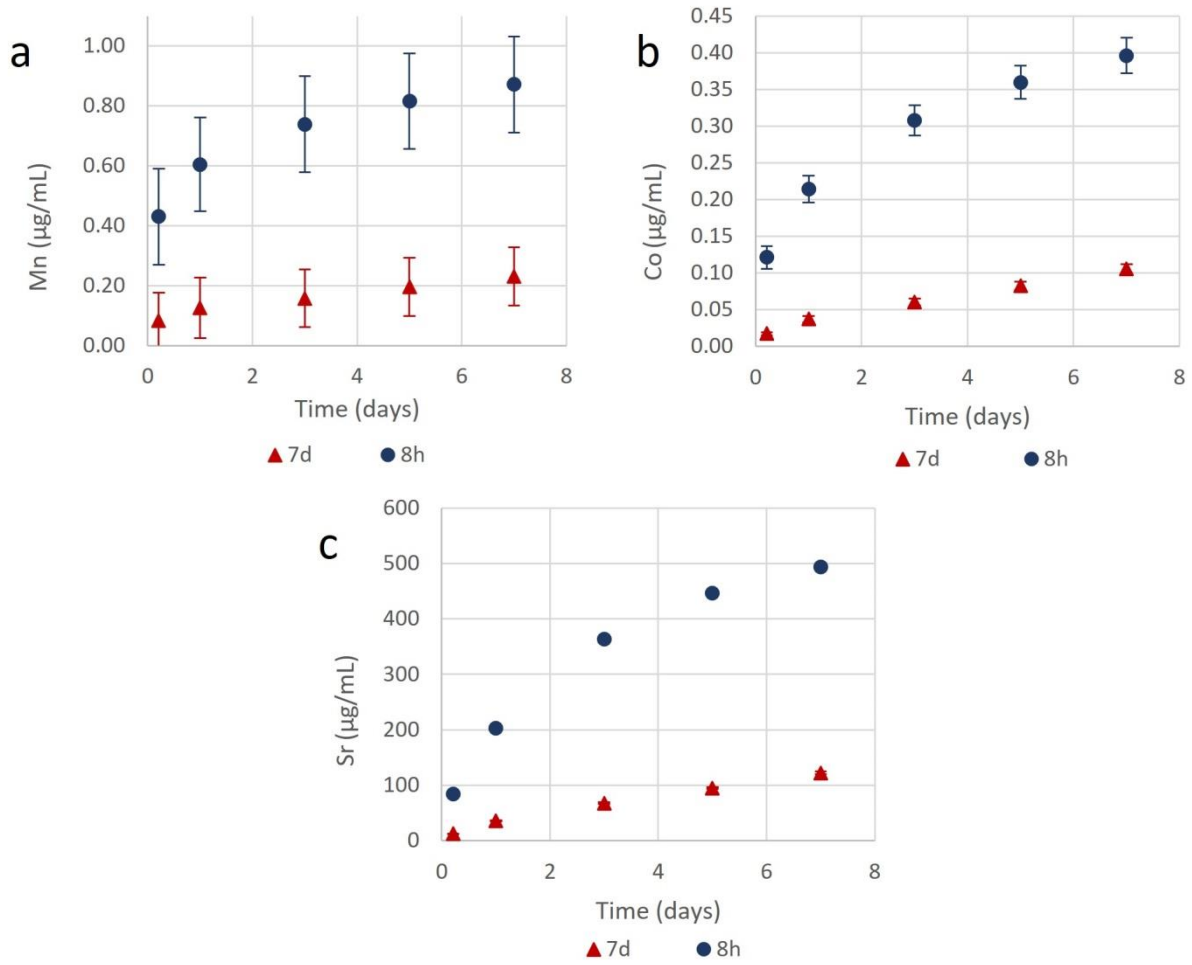 a
1.00
0.80
0.60
0.40
0.20
0.00
Mn (µg/mL)
0 2 4 6 8
Time (days)
7d 8h
b
0.45
0.40
0.35
0.30
0.25
0.20
0.15
0.10
0.05
0.00
Co (µg/mL)
0 2 4 6 8
Time (days)
7d 8h
c
600
500
400
300
200
100
0
Sr (µg/mL)
0 2 4 6 8
Time (days)
7d 8h